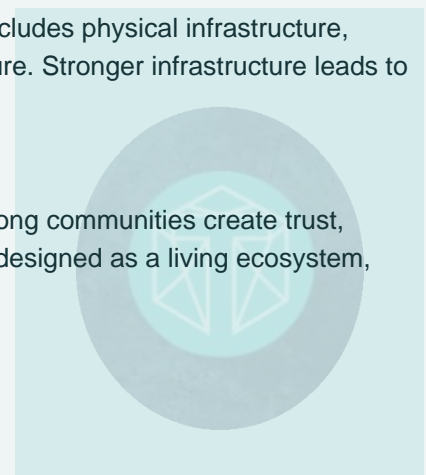 cludes physical infrastructure,
ure. Stronger infrastructure leads to
ong communities create trust,
designed as a living ecosystem,